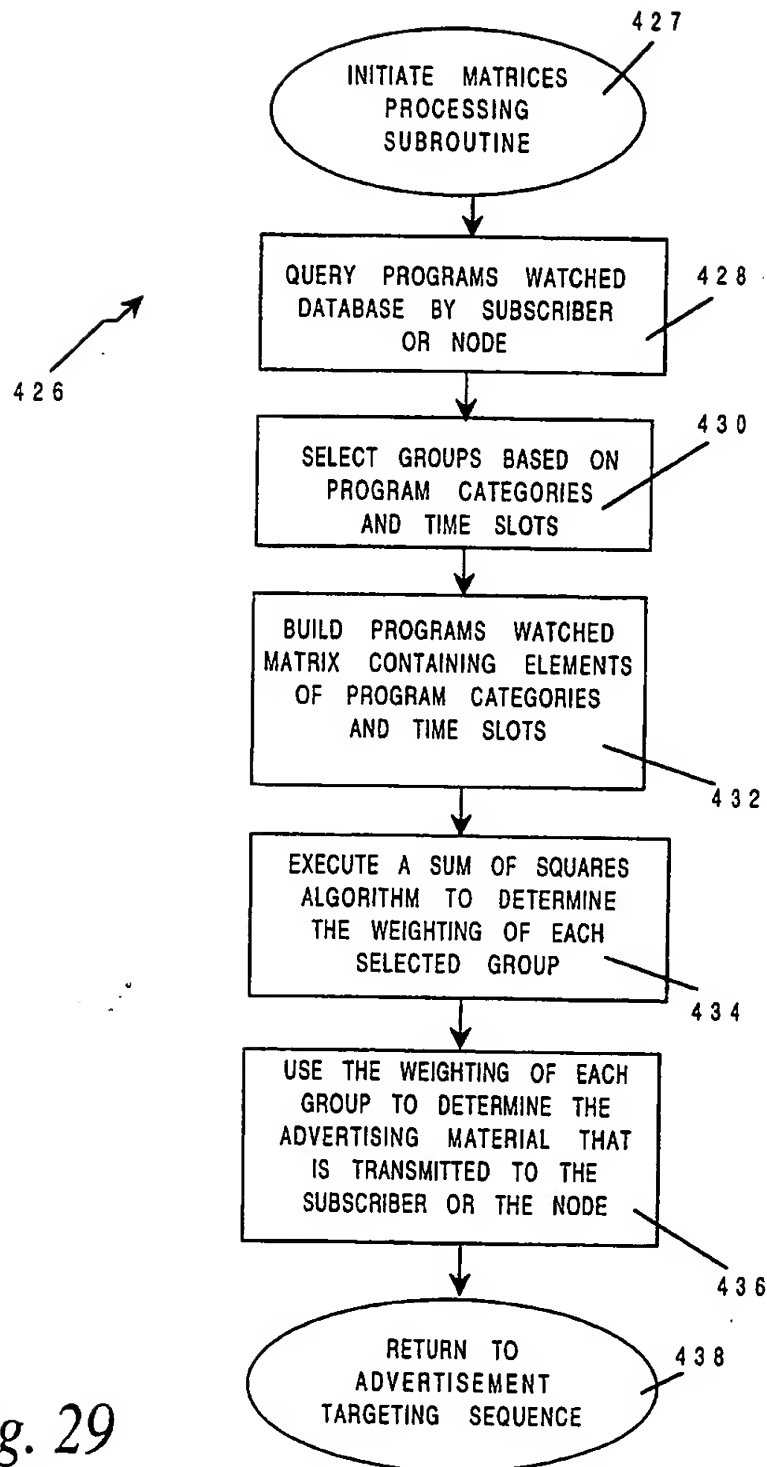 427
INITIATE MATRICES
PROCESSING
SUBROUTINE
QUERY PROGRAMS WATCHED
DATABASE BY SUBSCRIBER
OR NODE
428
426
430
SELECT GROUPS BASED ON
PROGRAM CATEGORIES
AND TIME SLOTS
BUILD PROGRAMS WATCHED
MATRIX CONTAINING ELEMENTS
OF PROGRAM CATEGORIES
AND TIME SLOTS
432
EXECUTE A SUM OF SQUARES
ALGORITHM TO DETERMINE
THE WEIGHTING OF EACH
SELECTED GROUP
434
USE THE WEIGHTING OF EACH
GROUP TO DETERMINE THE
ADVERTISING MATERIAL THAT
IS TRANSMITTED TO THE
SUBSCRIBER OR THE NODE
436
RETURN TO
ADVERTISEMENT
TARGETING SEQUENCE
438
g. 29